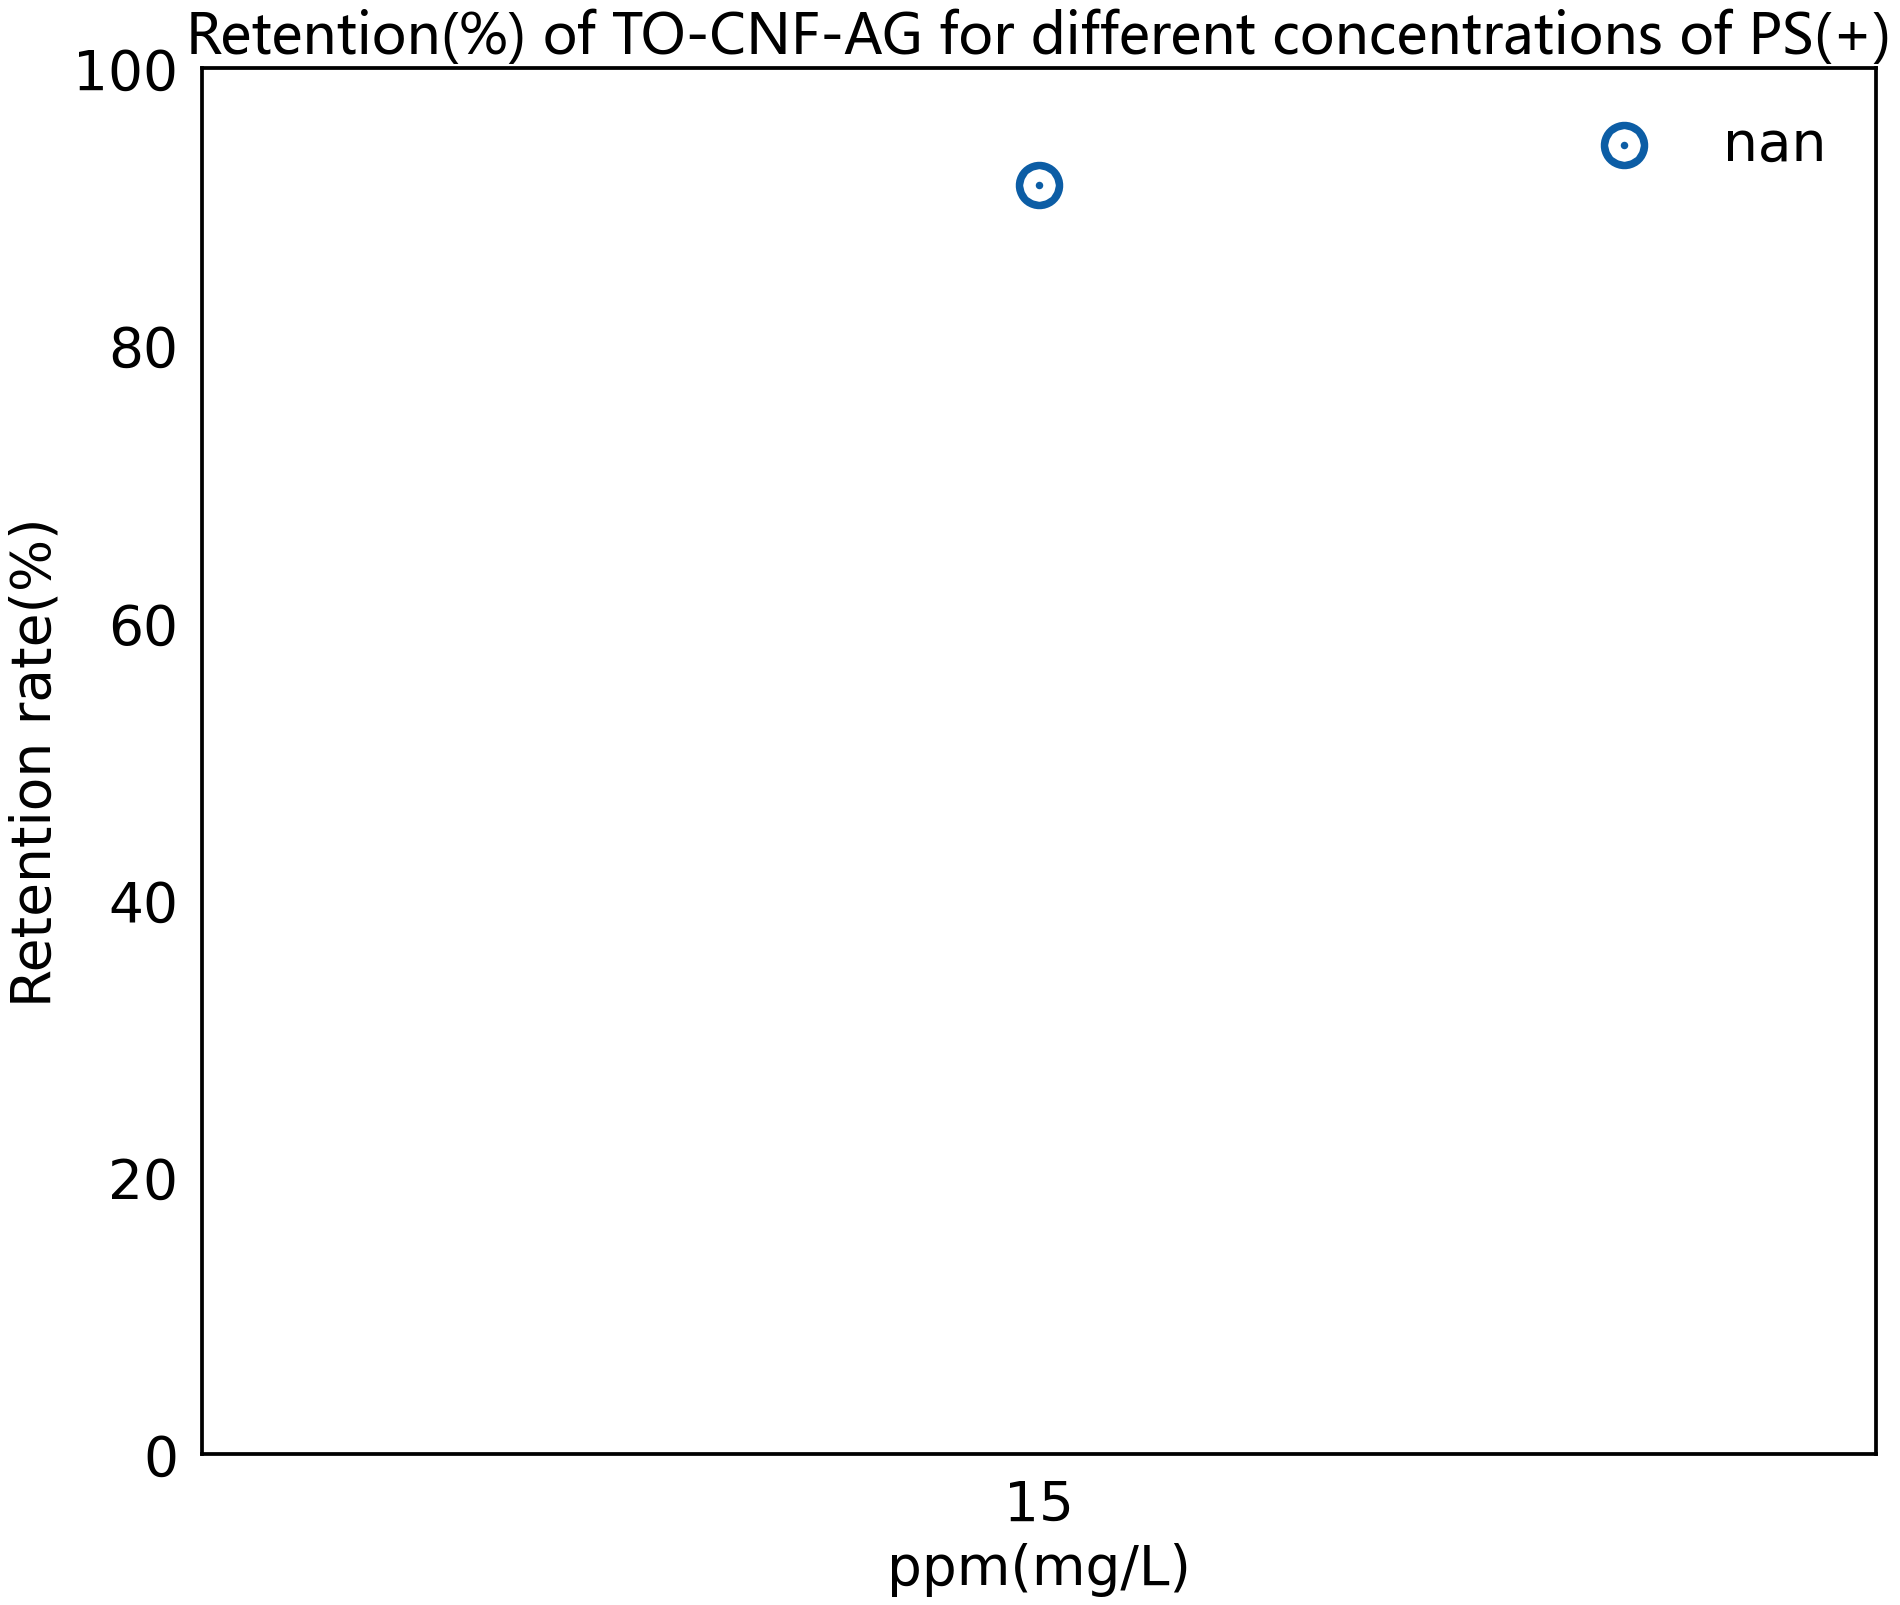 Retention(%) of TO-CNF-AG for different concentrations of PS(+)
100
80
60
40
20
0
Retention rate(%)
nan
15
ppm(mg/L)